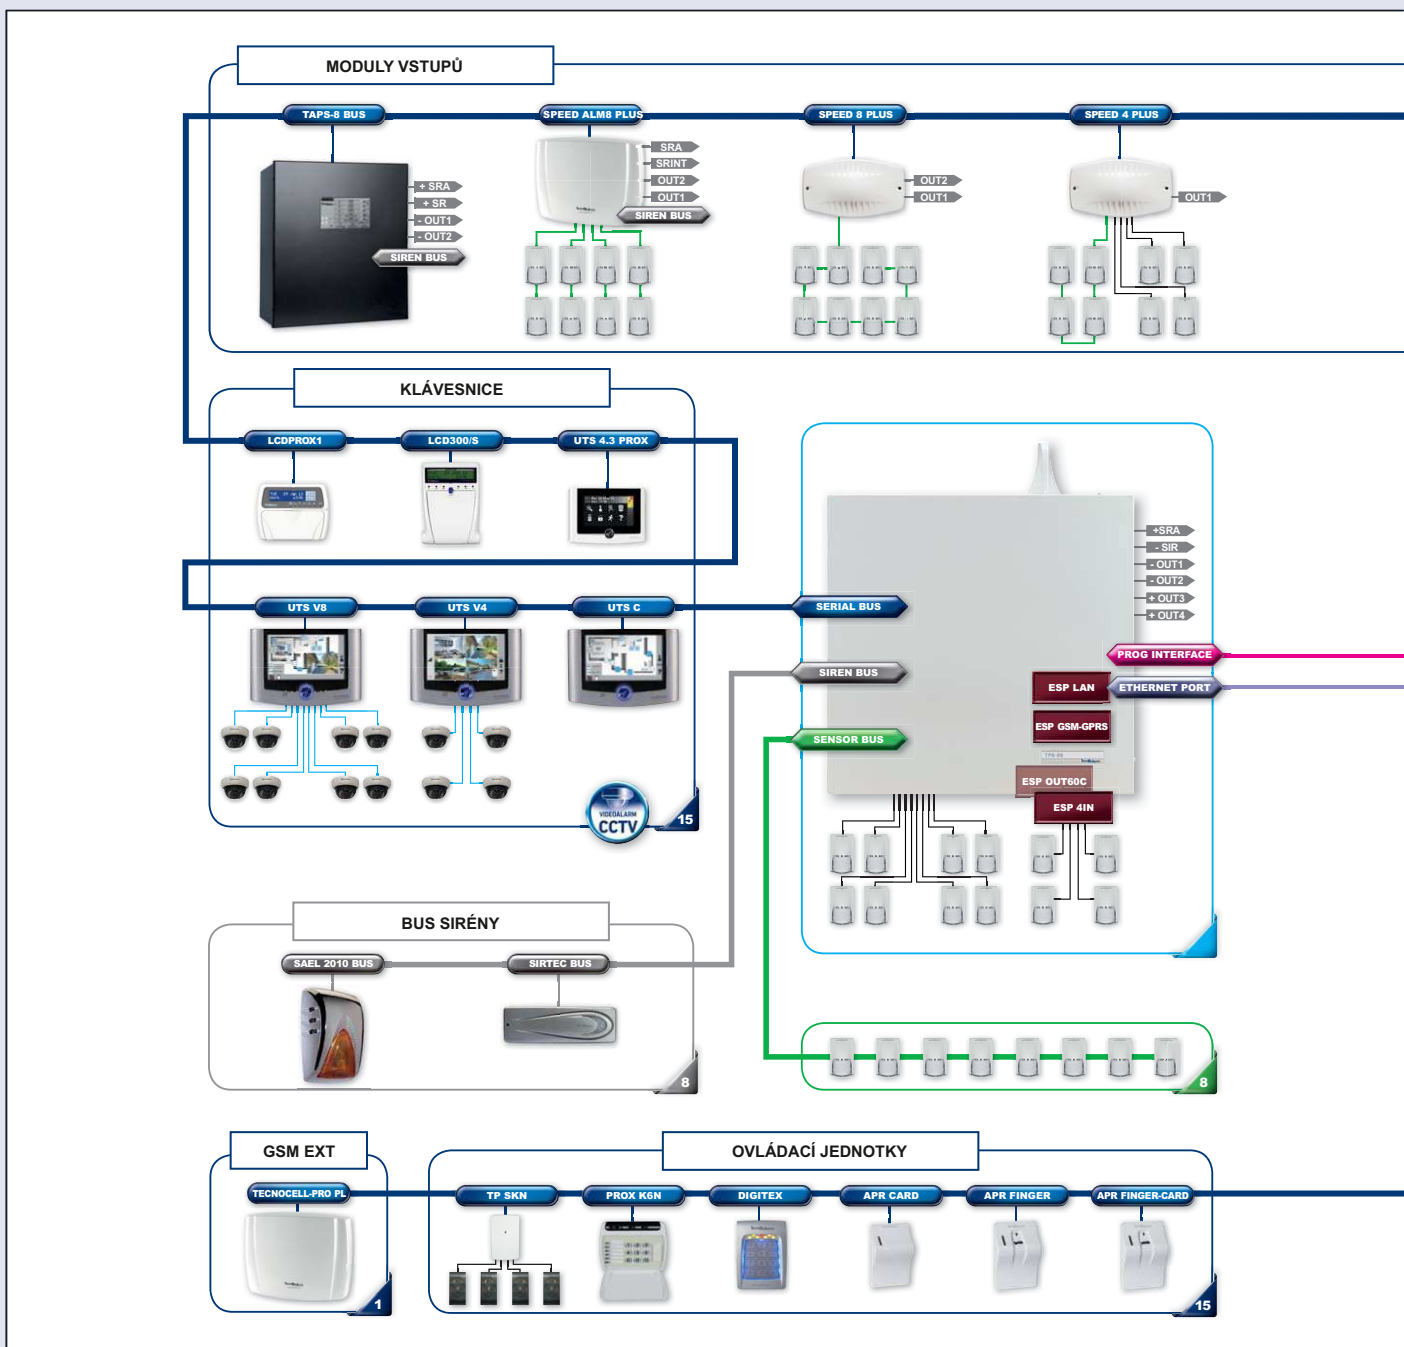 MODULY VSTUPŮ
TAPS-8 BUS
SPEED ALM8 PLUS
SPEED 8 PLUS
SPEED 4 PLUS
+ SRA
+ SR
- OUT1
- OUT2
SIREN BUS
SRA
SRINT
OUT2
OUT1
SIREN BUS
OUT2
OUT1
OUT1
KLÁVESNICE
LCDPROX1
LCD300/S
UTS 4.3 PROX
UTS V8
UTS V4
UTS C
VIDEOALARM
CCTV
15
SERIAL BUS
SIREN BUS
SENSOR BUS
+SRA
- SIR
- OUT1
- OUT2
+ OUT3
+ OUT4
PROG INTERFACE
ESP LAN
ETHERNET PORT
ESP GSM-GPRS
ESP OUT60C
ESP 4IN
BUS SIRÉNY
SAEL 2010 BUS
SIRTEC BUS
8
8
GSM EXT
TECNOCELL-PRO PL
1
OVLÁDACÍ JEDNOTKY
TP SKN
PROX K6N
DIGITEX
APR CARD
APR FINGER
APR FINGER-CARD
15